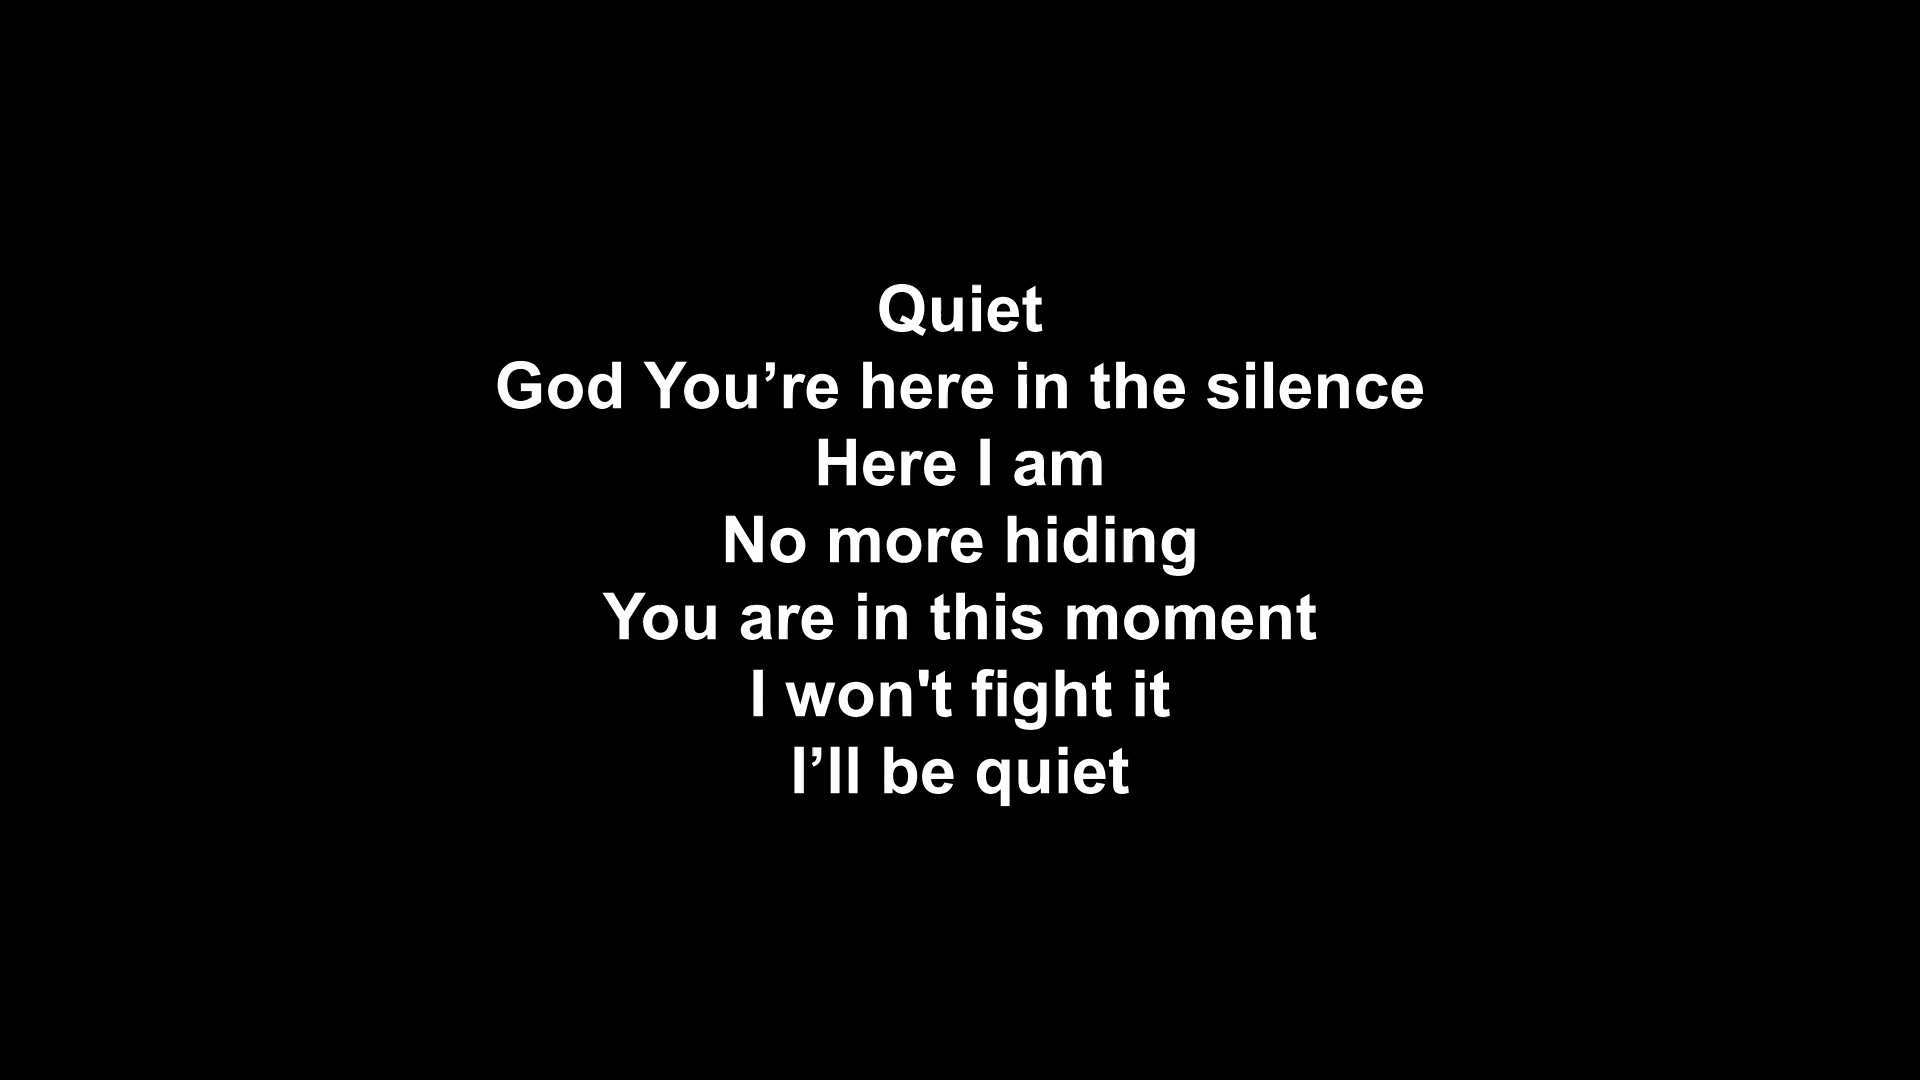 Quiet
God You’re here in the silence
Here I am
No more hiding
You are in this moment
I won't fight it
I’ll be quiet